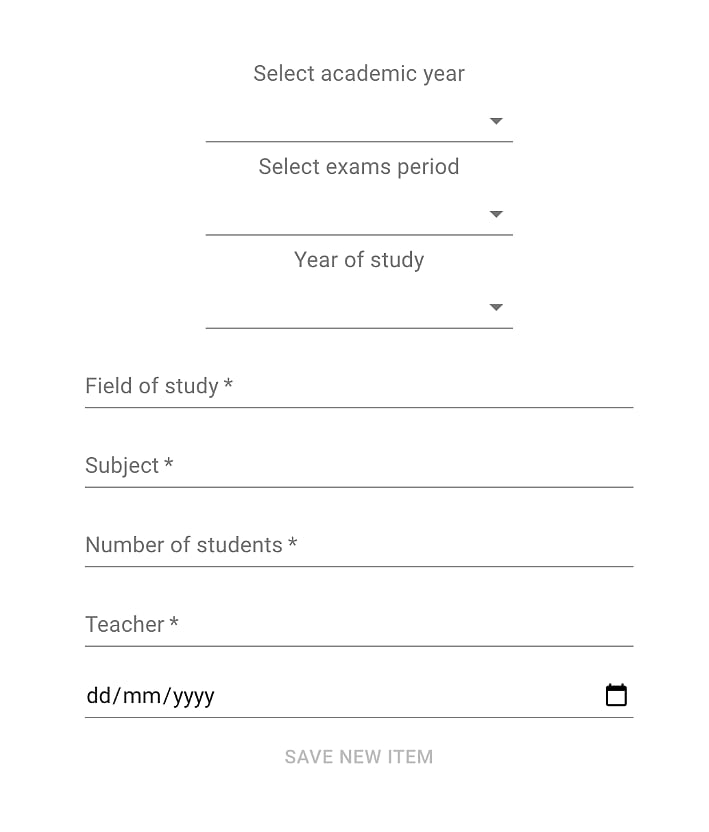 Select academic year
Select exams period
Year of study
Field of study *
Subject *
Number of students *
Teacher *
dd/mm/yyyy
SAVE NEW ITEM